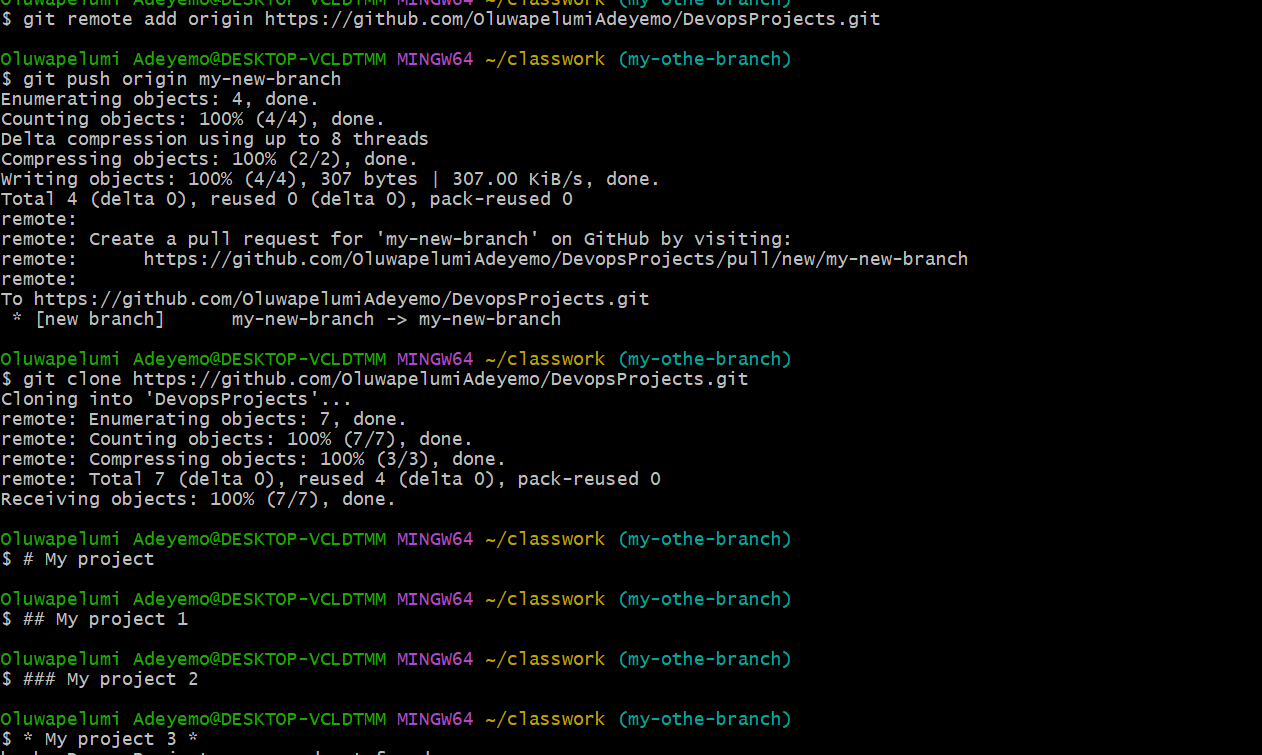 Oluwapelumi Adeyemo@DESKTOP-VCLDTMM MINGW64 ~/classwork (my-othe-branch)
$ git remote add origin https://github.com/OluwapelumiAdeyemo/DevopsProjects.git
Oluwapelumi Adeyemo@DESKTOP-VCLDTMM MINGW64 ~/classwork (my-othe-branch)
$ git push origin my-new-branch
Enumerating objects: 4, done.
Counting objects: 100% (4/4), done.
Delta compression using up to 8 threads
Compressing objects: 100% (2/2), done.
Writing objects: 100% (4/4), 307 bytes | 307.00 KiB/s, done.
Total 4 (delta 0), reused 0 (delta 0), pack-reused 0
remote:
remote: Create a pull request for 'my-new-branch' on GitHub by visiting:
remote:      https://github.com/OluwapelumiAdeyemo/DevopsProjects/pull/new/my-new-branch
remote:
To https://github.com/OluwapelumiAdeyemo/DevopsProjects.git
 * [new branch]      my-new-branch -> my-new-branch
Oluwapelumi Adeyemo@DESKTOP-VCLDTMM MINGW64 ~/classwork (my-othe-branch)
$ git clone https://github.com/OluwapelumiAdeyemo/DevopsProjects.git
Cloning into 'DevopsProjects'...
remote: Enumerating objects: 7, done.
remote: Counting objects: 100% (7/7), done.
remote: Compressing objects: 100% (3/3), done.
remote: Total 7 (delta 0), reused 4 (delta 0), pack-reused 0
Receiving objects: 100% (7/7), done.
Oluwapelumi Adeyemo@DESKTOP-VCLDTMM MINGW64 ~/classwork (my-othe-branch)
$ # My project
Oluwapelumi Adeyemo@DESKTOP-VCLDTMM MINGW64 ~/classwork (my-othe-branch)
$ ## My project 1
Oluwapelumi Adeyemo@DESKTOP-VCLDTMM MINGW64 ~/classwork (my-othe-branch)
$ ### My project 2
Oluwapelumi Adeyemo@DESKTOP-VCLDTMM MINGW64 ~/classwork (my-othe-branch)
$ * My project 3 *